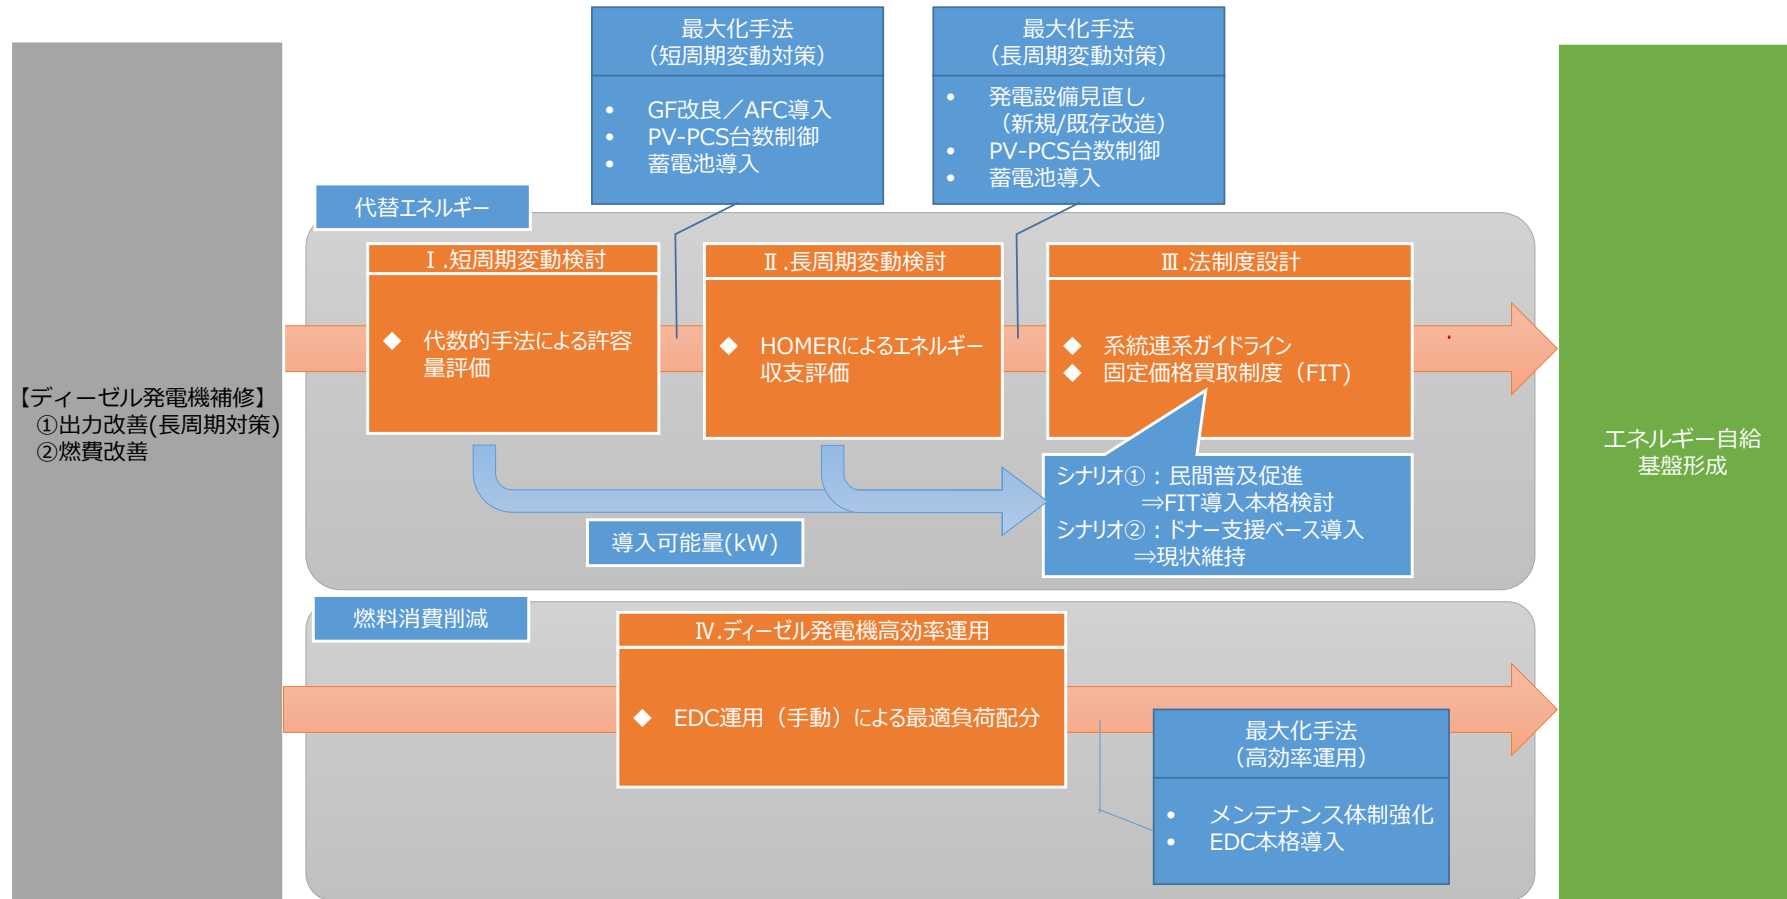 【ディーゼル発電機補修】
①出力改善(長周期対策)
②燃費改善
最大化手法
（短周期変動対策）
• GF改良／AFC導入
• PV-PCS台数制御
• 蓄電池導入
最大化手法
（長周期変動対策）
• 発電設備見直し
（新規/既存改造）
• PV-PCS台数制御
• 蓄電池導入
代替エネルギー
Ⅰ.短周期変動検討
◆ 代数的手法による許容
量評価
Ⅱ.長周期変動検討
◆ HOMERによるエネルギー
収支評価
Ⅲ.法制度設計
◆ 系統連系ガイドライン
◆ 固定価格買取制度（FIT)
導入可能量(kW)
シナリオ①：民間普及促進
⇒FIT導入本格検討
シナリオ②：ドナー支援ベース導入
⇒現状維持
燃料消費削減
Ⅳ.ディーゼル発電機高効率運用
◆ EDC運用（手動）による最適負荷配分
最大化手法
（高効率運用）
• メンテナンス体制強化
• EDC本格導入
エネルギー自給
基盤形成